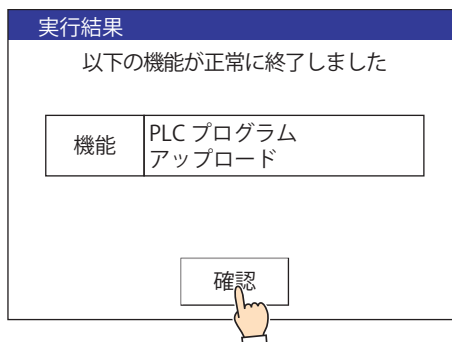 実行結果
以下の機能が正常に終了しました
機能
PLC プログラム
アップロード
確認